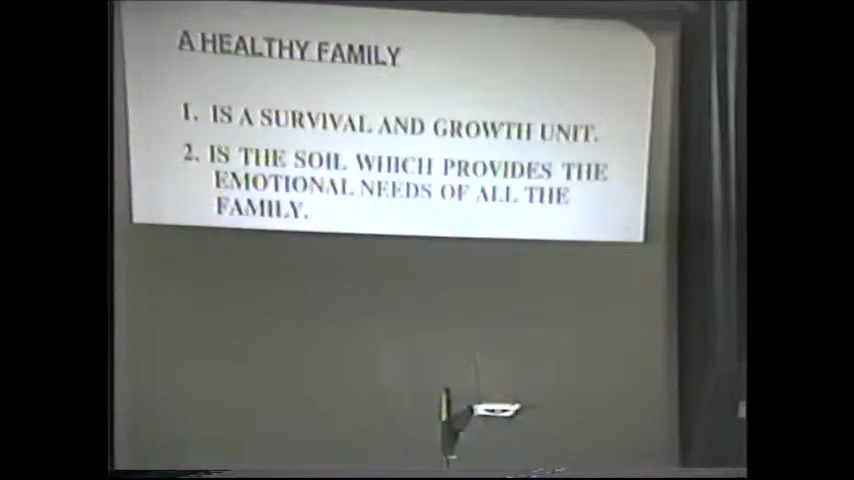 A HEALTHY FAMILY
1. IS A SURVIVAL AND GROWTH UNIT.
2. IS THE SOIL WHICH PROVIDES THE
EMOTIONAL NEEDS OF ALL THE
FAMILY.